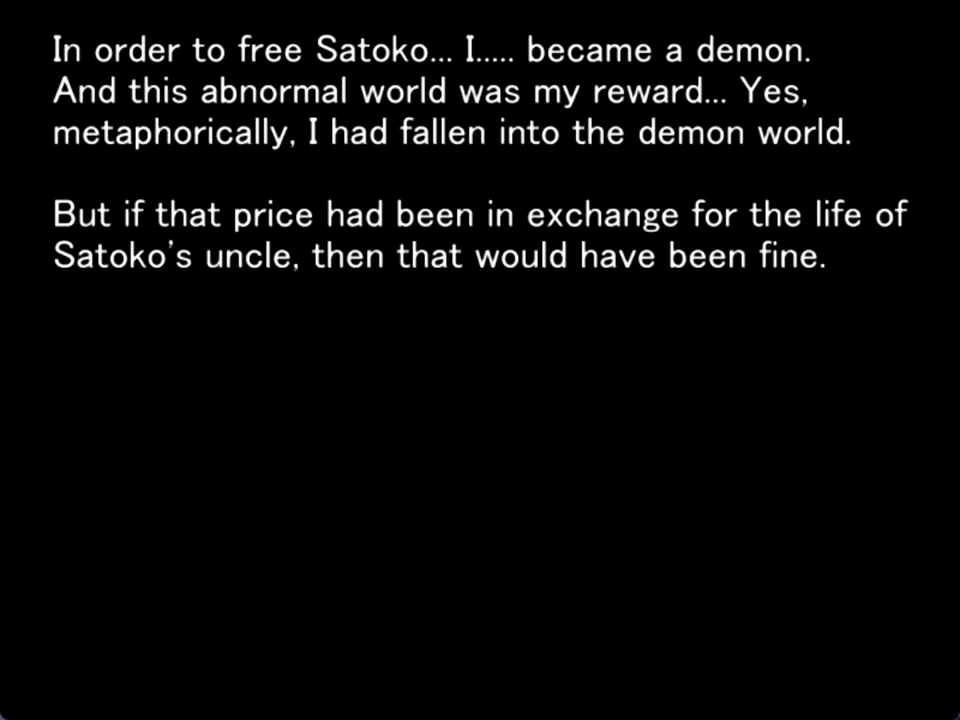 In order to free Satoko... I..... became a demon.
And this abnormal world was my reward... Yes,
metaphorically, I had fallen into the demon world.
But if that price had been in exchange for the life of
Satoko's uncle, then that would have been fine.